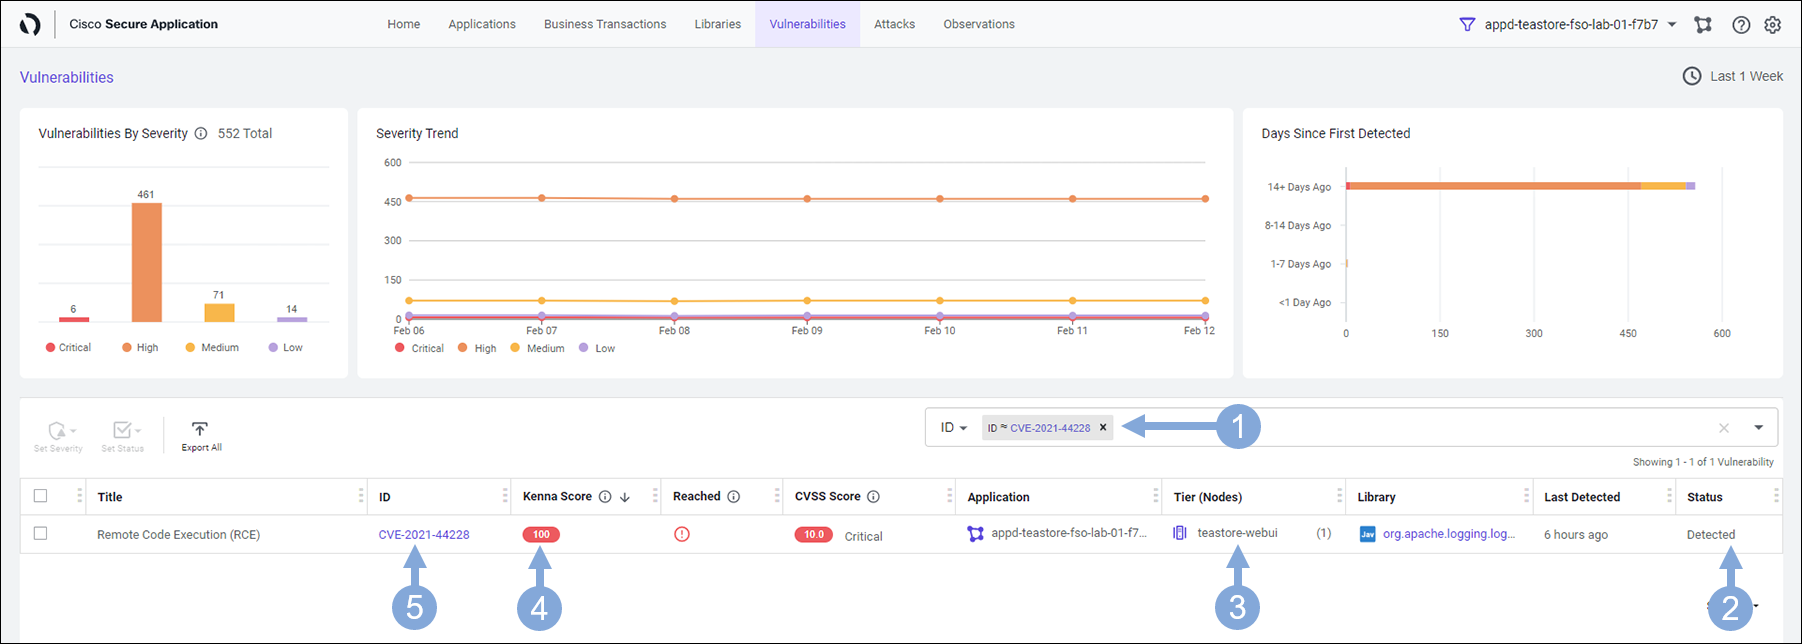 Cisco Secure Application
Home Applications Business Transactions Libraries Vulnerabilities Attacks Observations
appd-teastore-fso-lab-01-f7b7
Vulnerabilities
Last 1 Week
Vulnerabilities By Severity 552 Total
461
71
6
14
Critical High Medium Low
Severity Trend
600
450
300
150
0
Feb 06 Feb 07 Feb 08 Feb 09 Feb 10 Feb 11 Feb 12
Critical High Medium Low
Days Since First Detected
14+ Days Ago
8-14 Days Ago
1-7 Days Ago
<1 Day Ago
0 150 300 450 600
Set Severity Set Status Export All
ID ID ≈ CVE-2021-44228 × 1
Showing 1 - 1 of 1 Vulnerability
Title ID Kenna Score Reached CVSS Score Application Tier (Nodes) Library Last Detected Status
Remote Code Execution (RCE) CVE-2021-44228 100 10.0 Critical appd-teastore-fso-lab-01-f7... teastore-webui (1) Jav org.apache.logging.log... 6 hours ago Detected
5 4 3 2